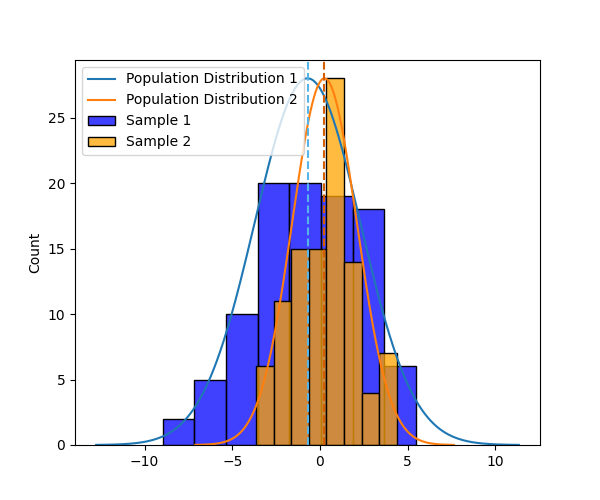 Population Distribution 1
Population Distribution 2
Sample 1
Sample 2
Count
25
20
15
10
5
0
−10
−5
0
5
10